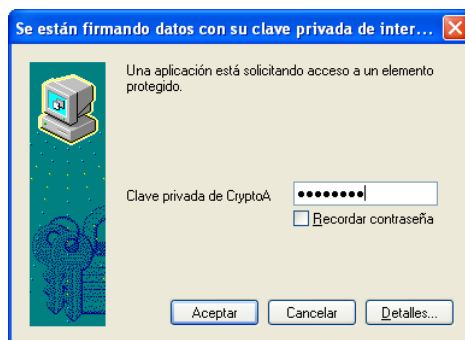 Se están firmando datos con su clave privada de inter...
Una aplicación está solicitando acceso a un elemento
protegido.
Clave privada de CryptoA
••••••••
Recordar contraseña
Aceptar
Cancelar
Detalles...